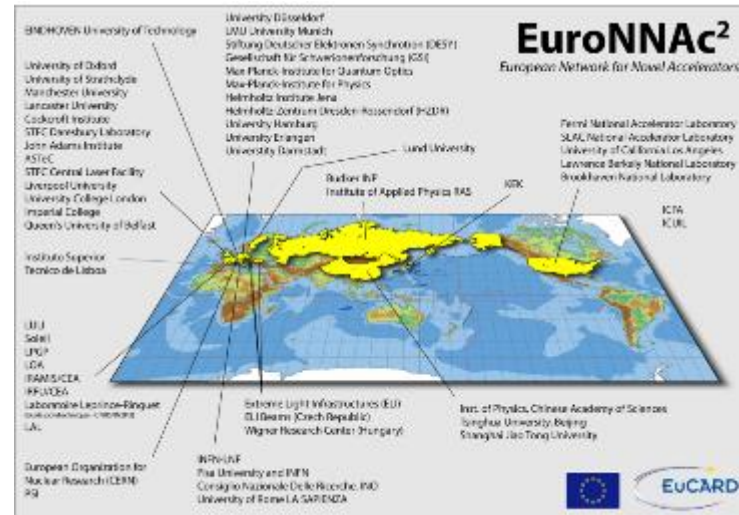 EuroNNAc²
European Network for Novel Accelerators
EINDHOVEN University of Technology
University of Oxford
University of Strathclyde
Manchester University
Lancaster University
Cockcroft Institute
STFC Daresbury Laboratory
John Adams Institute
ASTeC
STFC Central Laser Facility
Liverpool University
University College London
Imperial College
Queen's University of Belfast
Instituto Superior
Tecnico de Lisboa
University Düsseldorf
LMU University Munich
Stiftung Deutscher Elektronen Synchrotron (DESY)
Gesellschaft für Schwerionenforschung (GSI)
Max-Planck-Institute for Quantum Optics
Max-Planck-Institute for Physics
Helmholtz Institute Jena
Helmholtz-Zentrum Dresden-Rossendorf (HZDR)
University Hamburg
University Erlangen
University Darmstadt
Lund University
Budker INP
Institute of Applied Physics RAS
KEK
Fermi National Accelerator Laboratory
SLAC National Accelerator Laboratory
University of California Los Angeles
Lawrence Berkely National Laboratory
Brookhaven National Laboratory
ICFA
ICUIL
LULI
Soleil
LPGP
LOA
IRAMIS/CEA
IRFU/CEA
Laboratoire Leprince-Ringuet
LAL
European Organization for
Nuclear Research (CERN)
PSI
Extreme Light Infrastructures (ELI)
ELI Beams (Czech Republic)
Wigner Research Center (Hungary)
INFN-LNF
Pisa University and INFN
Consiglio Nazionale Delle Ricerche, INO
University of Rome LA SAPIENZA
Inst. of Physics, Chinese Academy of Sciences
Tsinghua University, Beijing
Shanghai Jiao Tong University
EuCARD